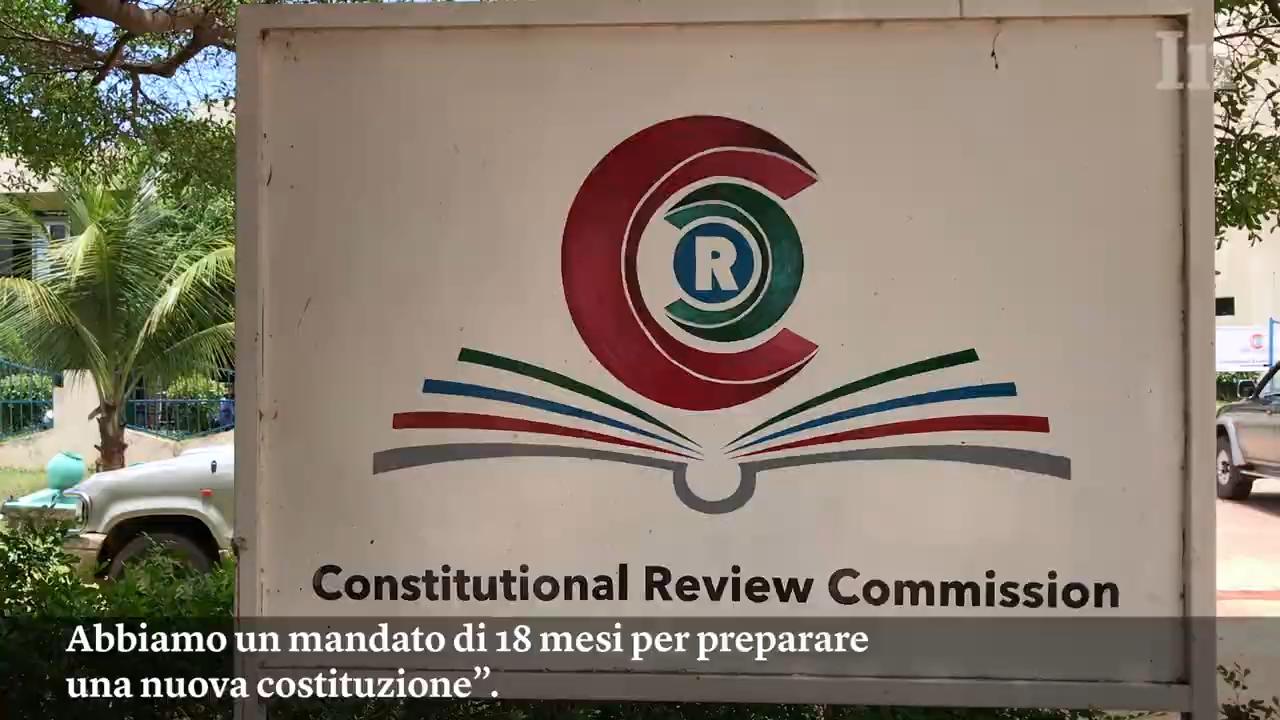 R
Constitutional Review Commission
Abbiamo un mandato di 18 mesi per preparare
una nuova costituzione”.